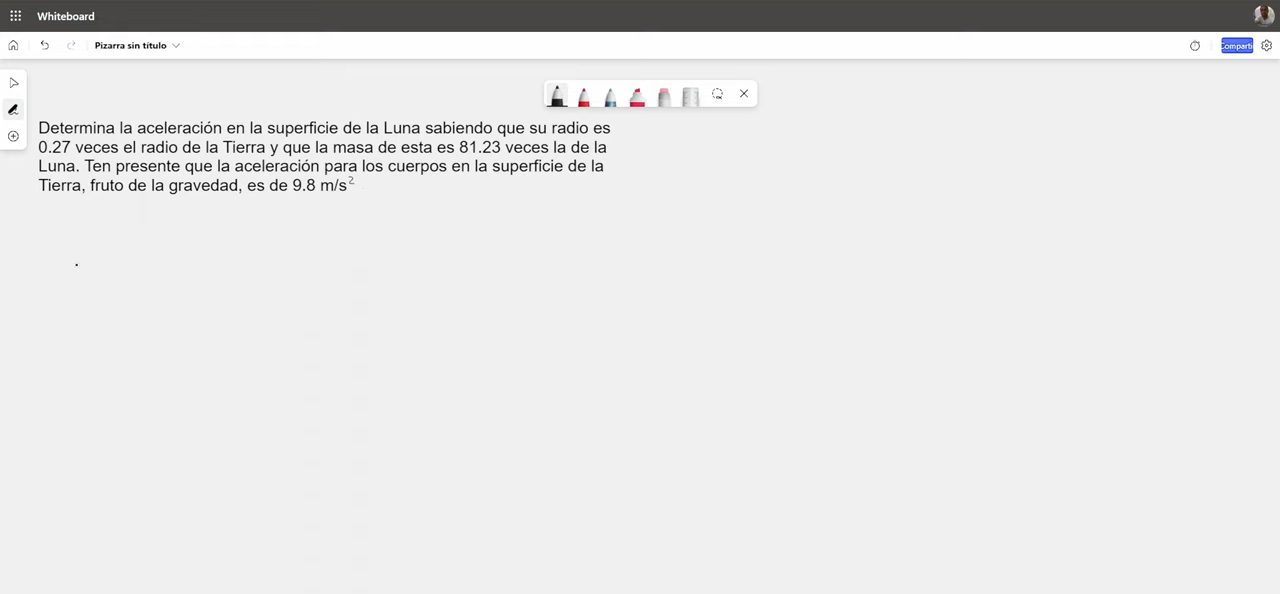 Whiteboard
Pizarra sin título
Comparti
Determina la aceleración en la superficie de la Luna sabiendo que su radio es
0.27 veces el radio de la Tierra y que la masa de esta es 81.23 veces la de la
Luna. Ten presente que la aceleración para los cuerpos en la superficie de la
Tierra, fruto de la gravedad, es de 9.8 m/s²